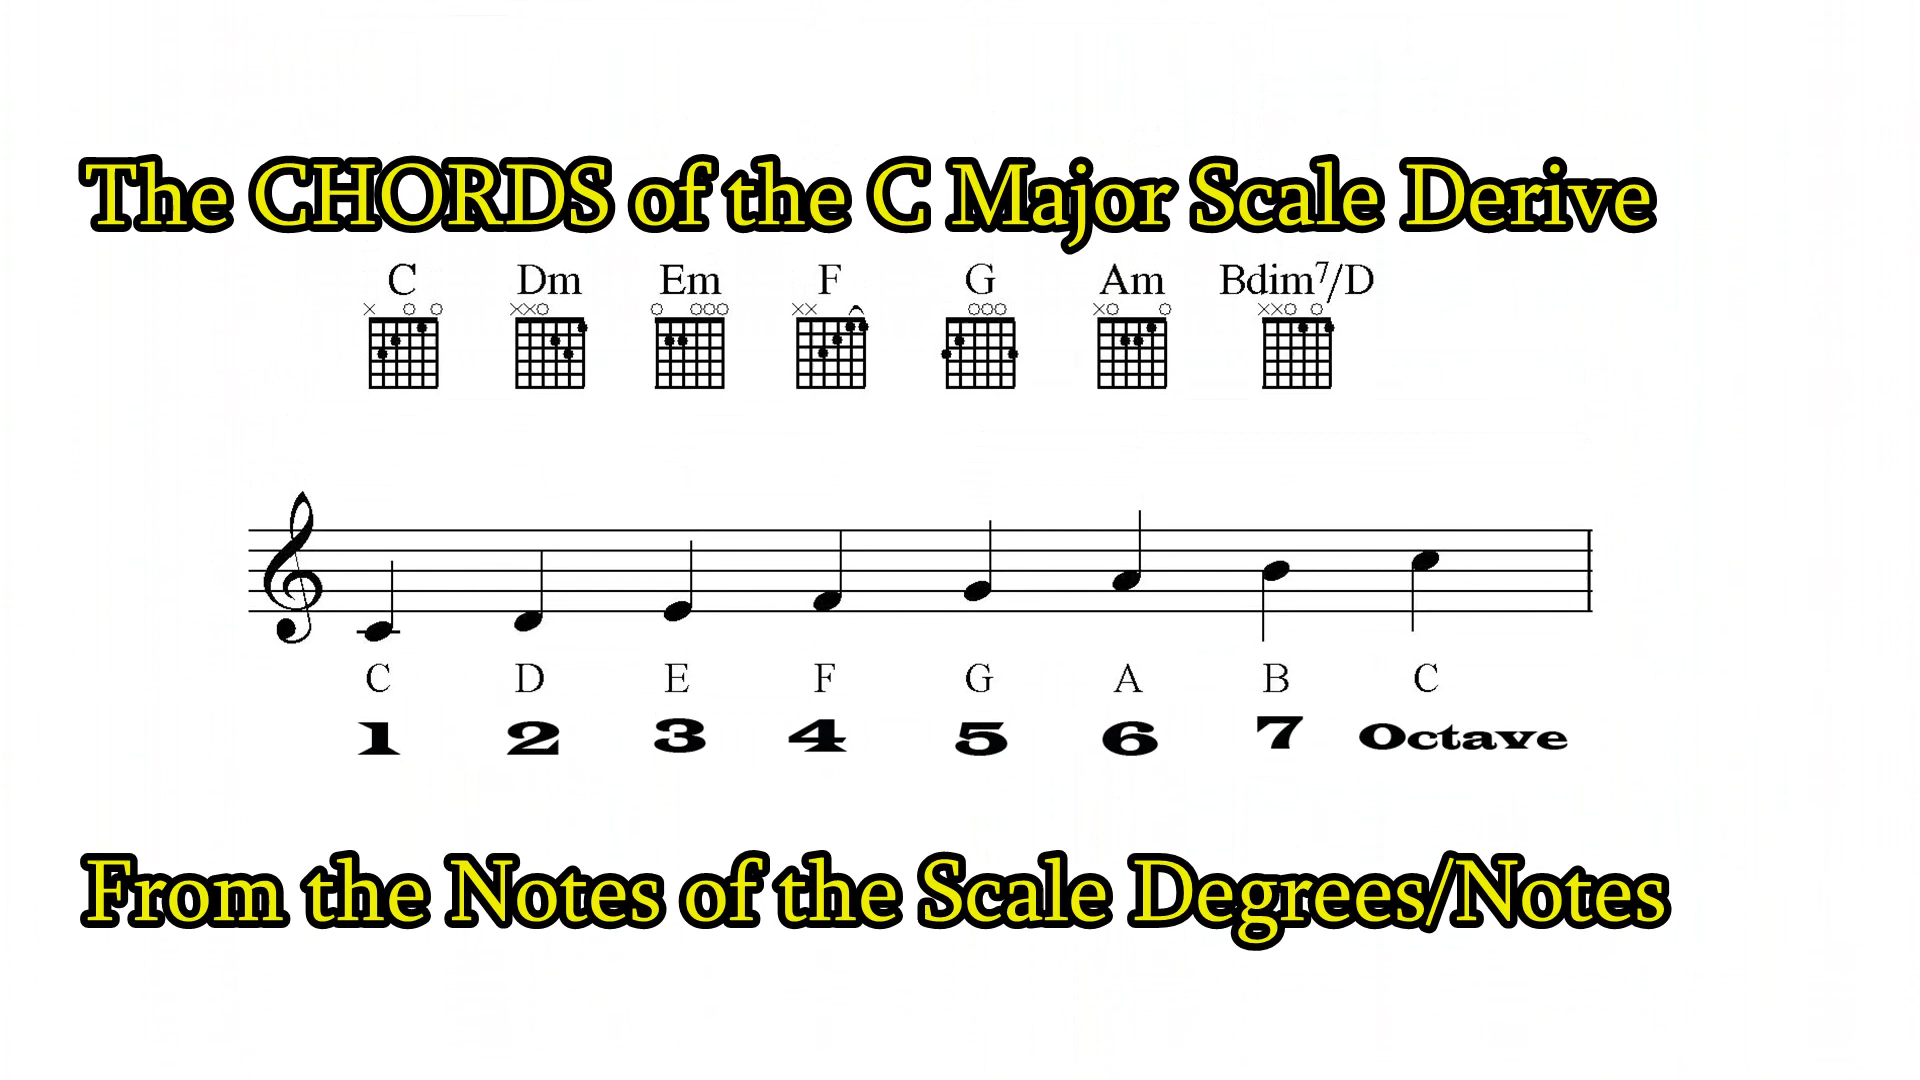 The CHORDS of the C Major Scale Derive
C Dm Em F G Am Bdim⁷/D
C D E F G A B C
1 2 3 4 5 6 7 Octave
From the Notes of the Scale Degrees/Notes